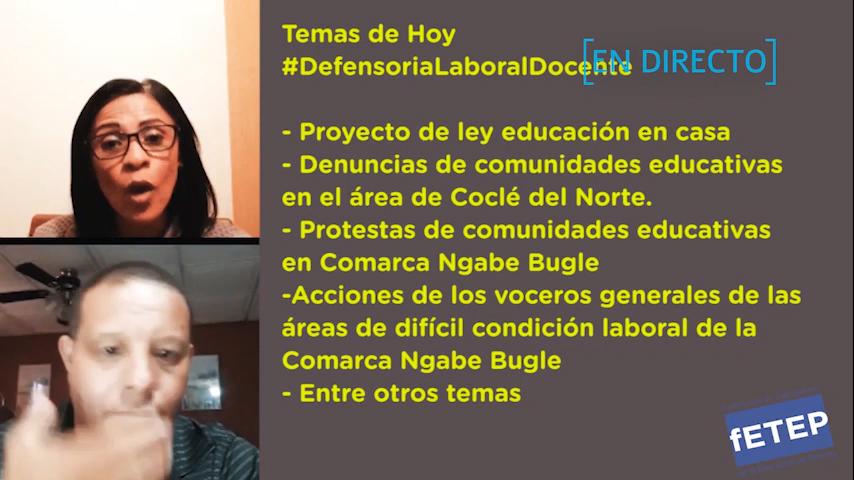 Temas de Hoy
#DefensoriaLaboralDocente
[EN DIRECTO]
- Proyecto de ley educación en casa
- Denuncias de comunidades educativas
en el área de Coclé del Norte.
- Protestas de comunidades educativas
en Comarca Ngabe Bugle
-Acciones de los voceros generales de las
áreas de difícil condición laboral de la
Comarca Ngabe Bugle
- Entre otros temas
fETEP